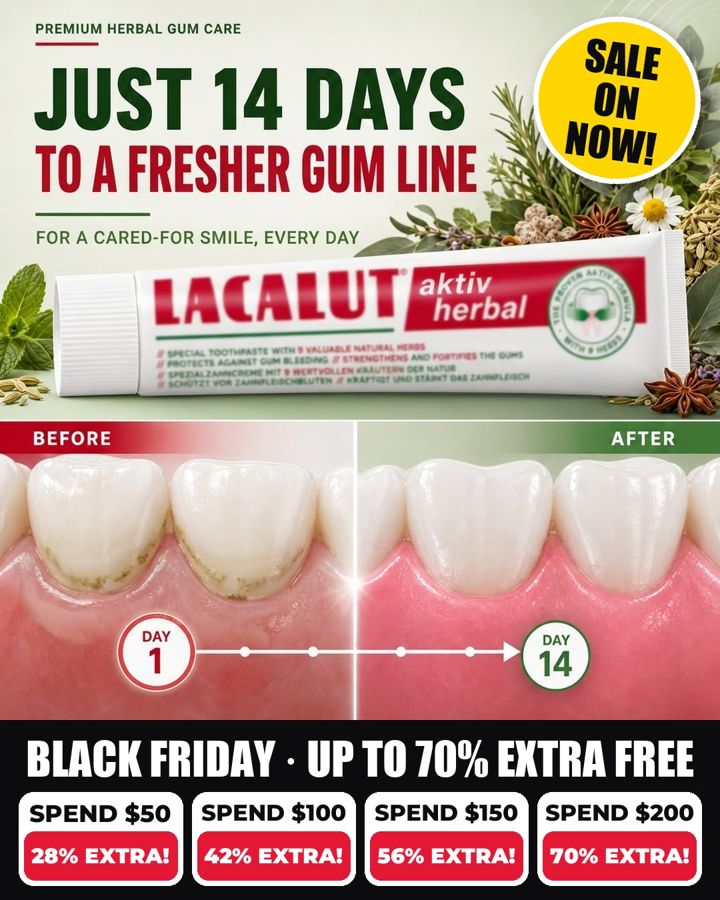 PREMIUM HERBAL GUM CARE
JUST 14 DAYS
TO A FRESHER GUM LINE
FOR A CARED-FOR SMILE, EVERY DAY
SALE
ON
NOW!
LACALUT®
aktiv
herbal
// SPECIAL TOOTHPASTE WITH 9 VALUABLE NATURAL HERBS
// PROTECTS AGAINST GUM BLEEDING // STRENGTHENS AND FORTIFIES THE GUMS
// SPEZIALZAHNCREME MIT 9 WERTVOLLEN KRÄUTERN DER NATUR
// SCHÜTZT VOR ZAHNFLEISCHBLUTEN // KRÄFTIGT UND STÄRKT DAS ZAHNFLEISCH
THE PROVEN AKTIV FORMULA
WITH 9 HERBS
BEFORE
AFTER
DAY
1
DAY
14
BLACK FRIDAY · UP TO 70% EXTRA FREE
SPEND $50
28% EXTRA!
SPEND $100
42% EXTRA!
SPEND $150
56% EXTRA!
SPEND $200
70% EXTRA!